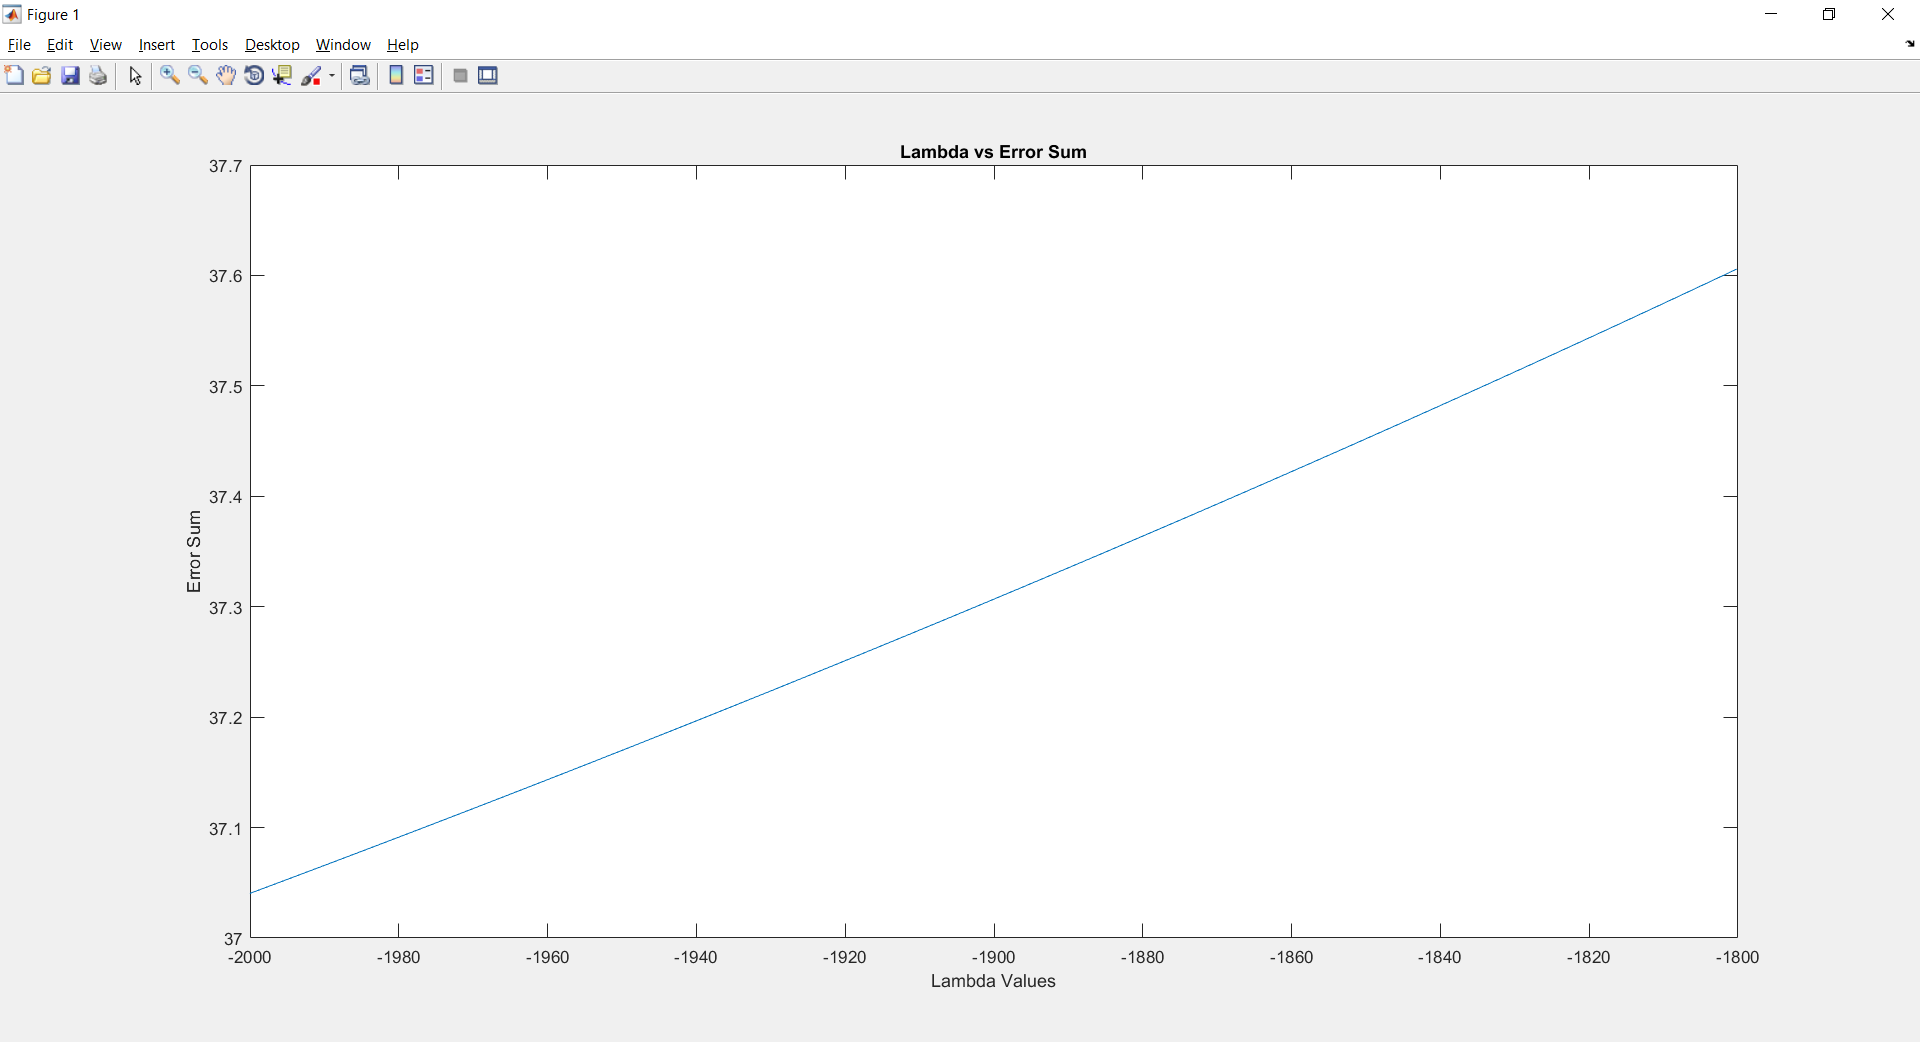 Figure 1
File Edit View Insert Tools Desktop Window Help
Lambda vs Error Sum
37.7
37.6
37.5
37.4
37.3
37.2
37.1
37
Error Sum
-2000 -1980 -1960 -1940 -1920 -1900 -1880 -1860 -1840 -1820 -1800
Lambda Values